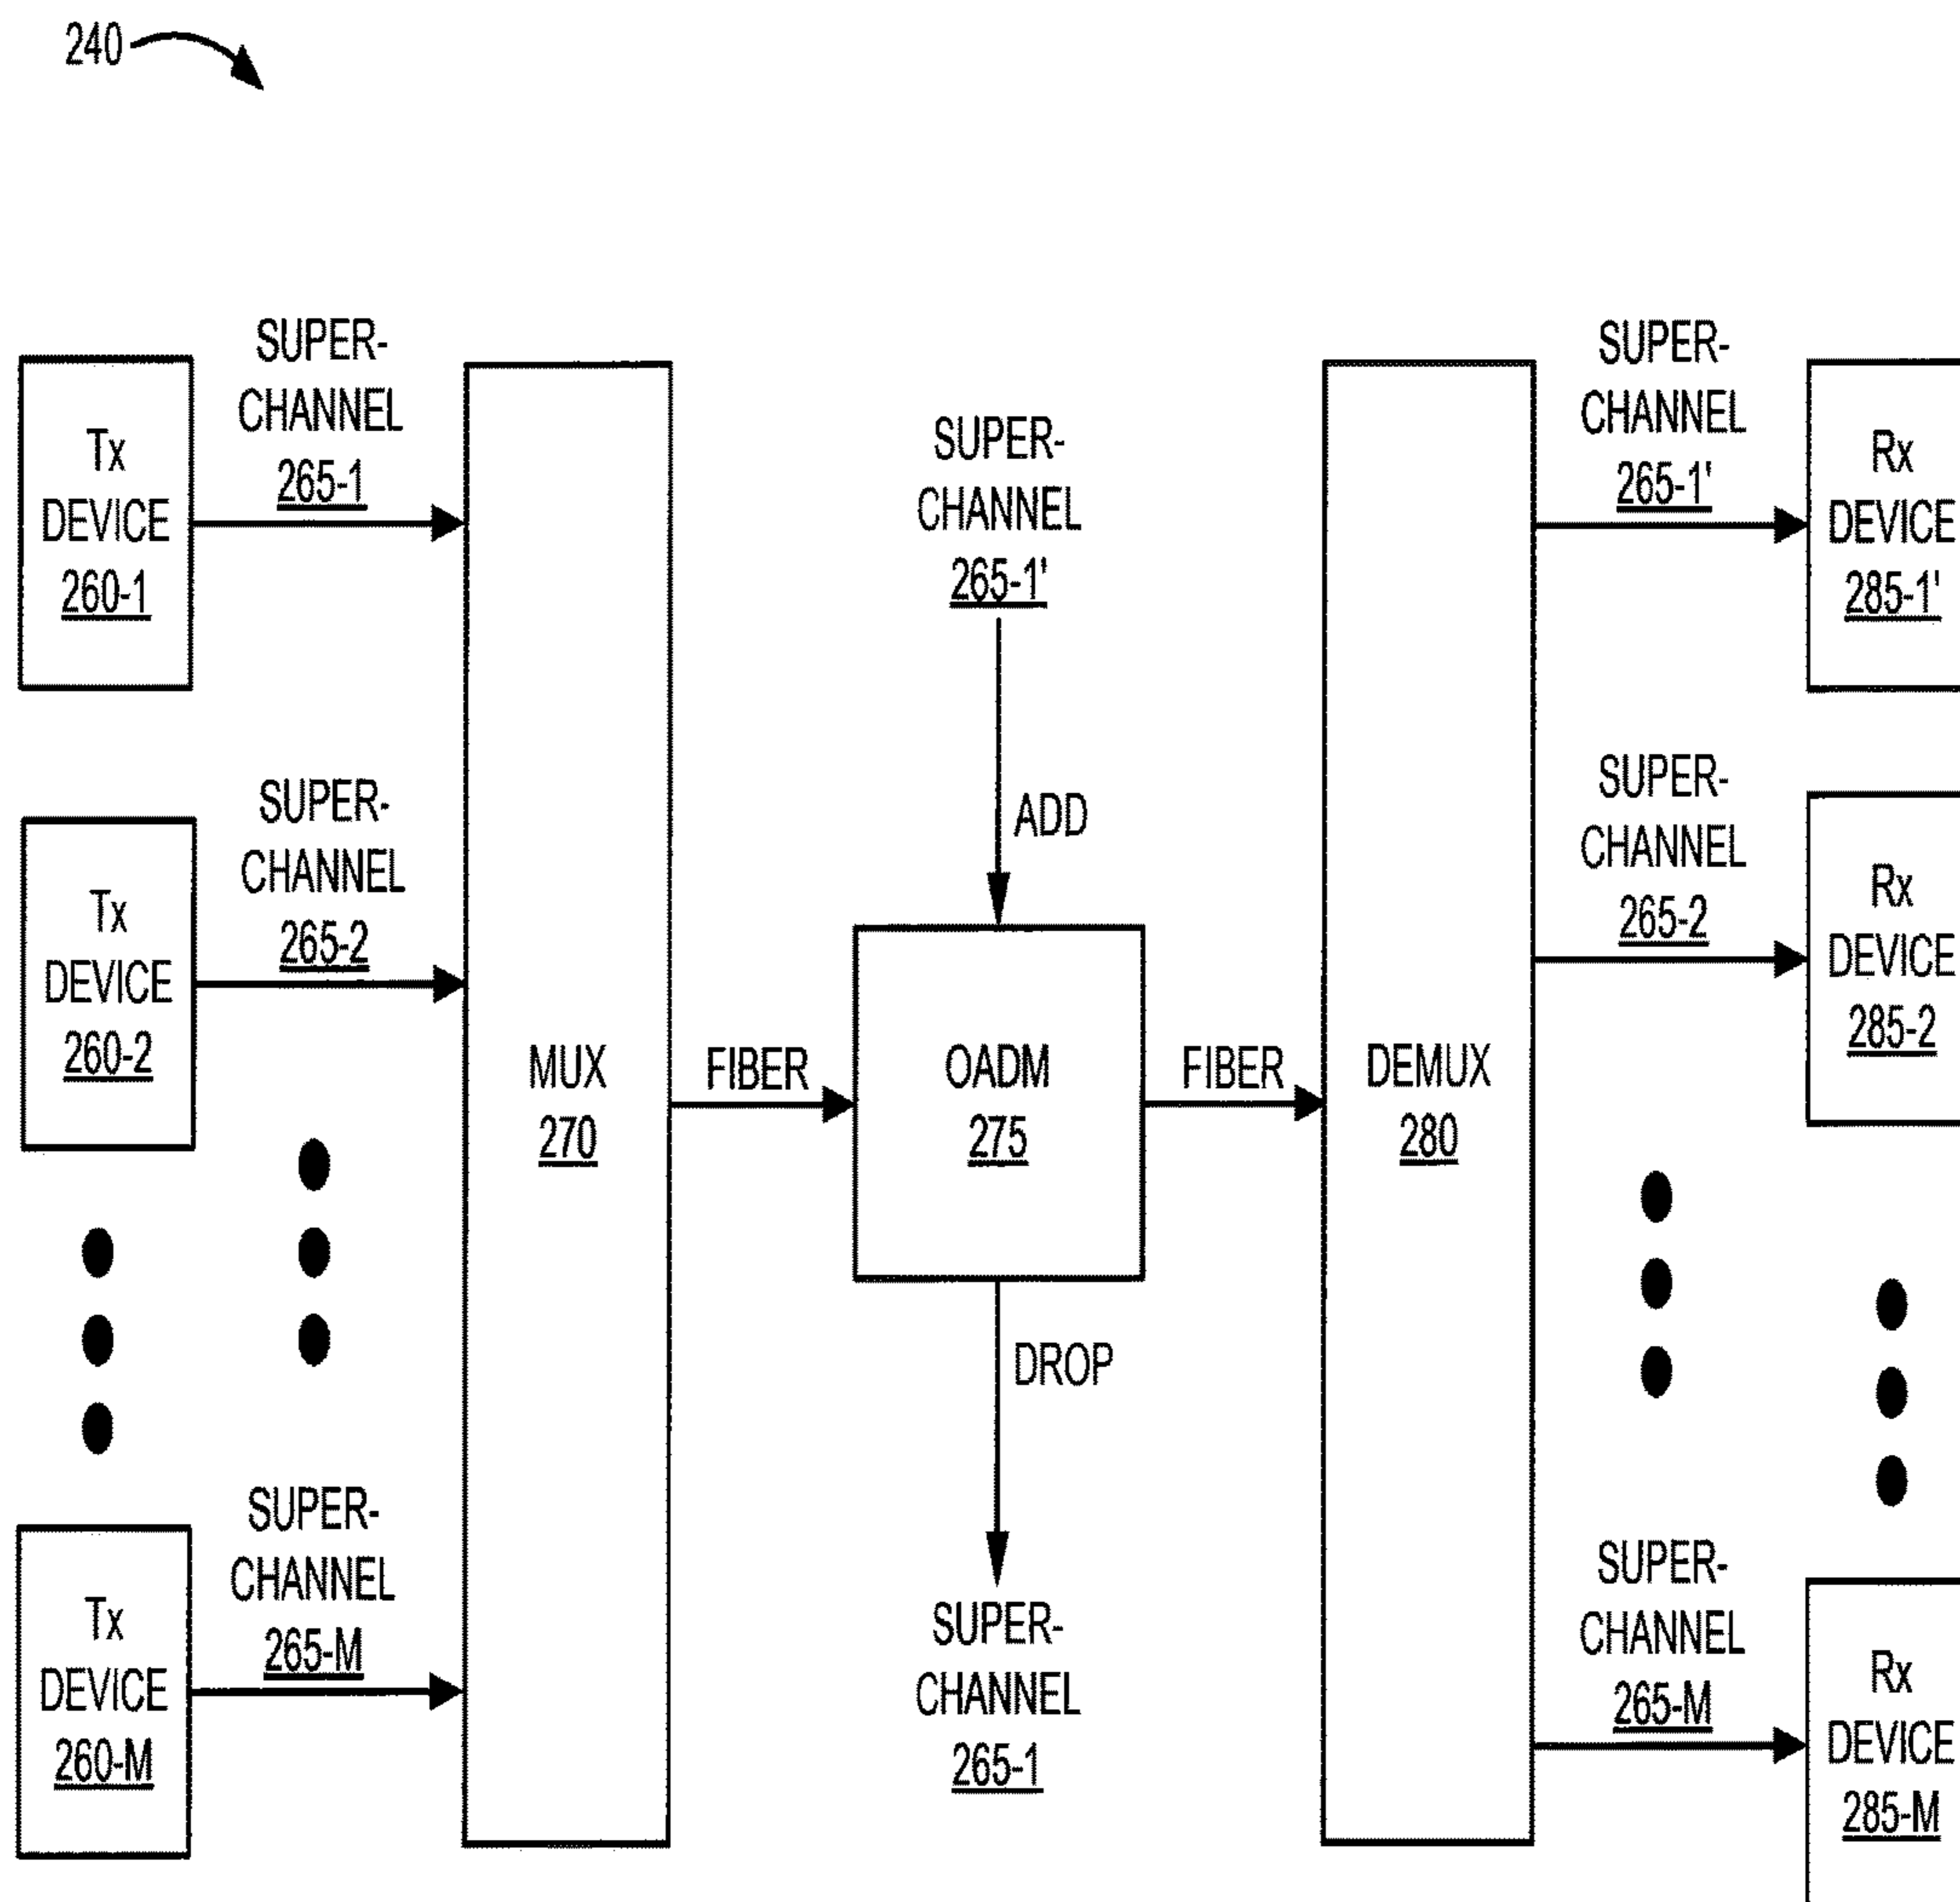 240
SUPER-
CHANNEL
265-1
Tx
DEVICE
260-1
SUPER-
CHANNEL
265-2
Tx
DEVICE
260-2
SUPER-
CHANNEL
265-M
Tx
DEVICE
260-M
MUX
270
FIBER
SUPER-
CHANNEL
265-1'
ADD
OADM
275
DROP
SUPER-
CHANNEL
265-1
FIBER
DEMUX
280
SUPER-
CHANNEL
265-1'
Rx
DEVICE
285-1'
SUPER-
CHANNEL
265-2
Rx
DEVICE
285-2
SUPER-
CHANNEL
265-M
Rx
DEVICE
285-M